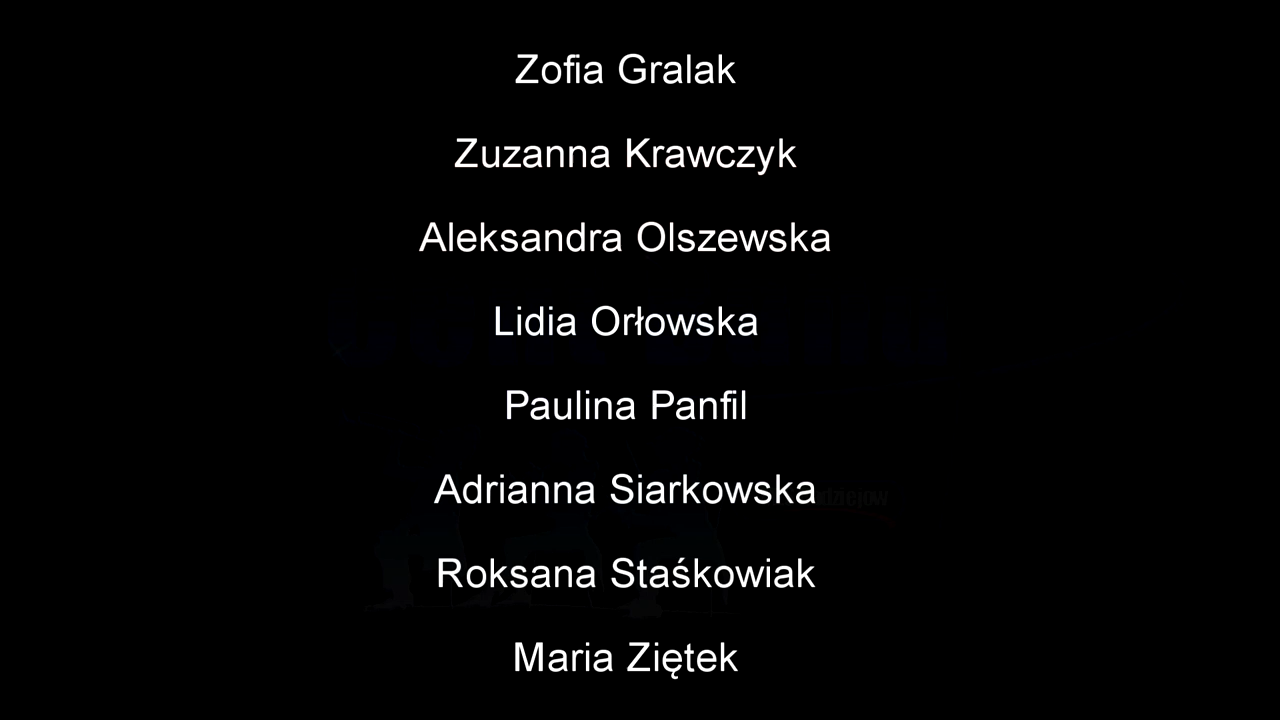 Zofia Gralak
Zuzanna Krawczyk
Aleksandra Olszewska
Lidia Orłowska
Paulina Panfil
Adrianna Siarkowska
Roksana Staśkowiak
Maria Ziętek